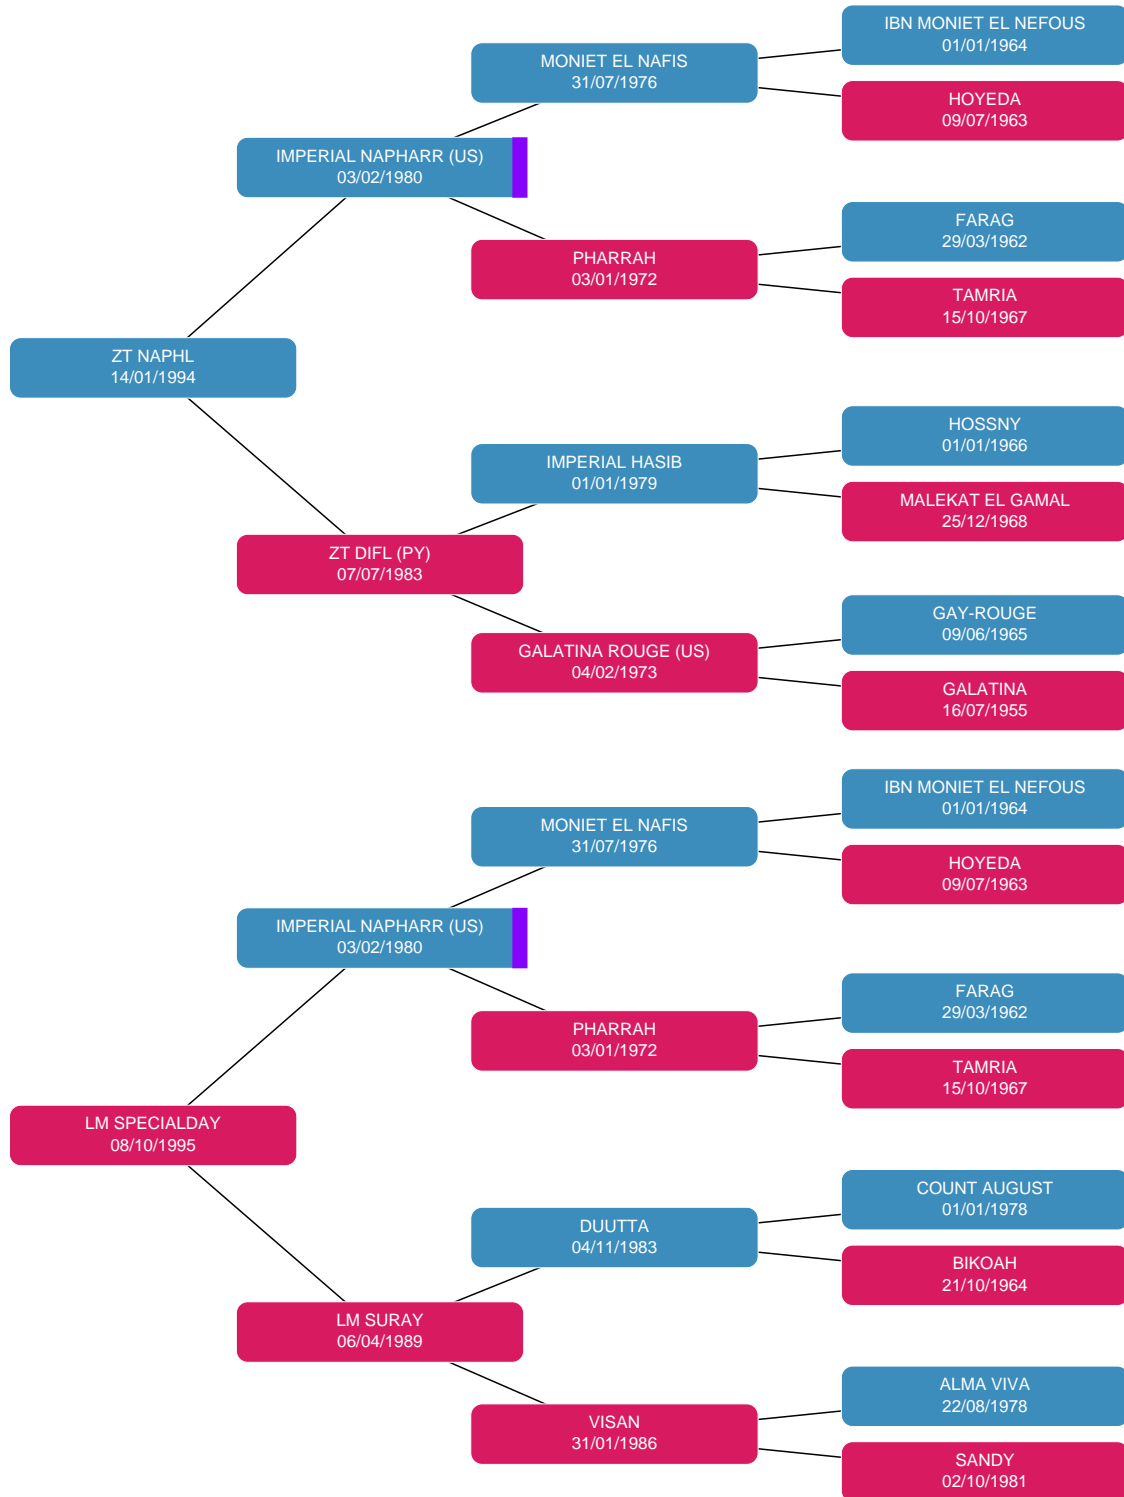 IBN MONIET EL NEFOUS
01/01/1964
MONIET EL NAFIS
31/07/1976
HOYEDA
09/07/1963
IMPERIAL NAPHARR (US)
03/02/1980
FARAG
29/03/1962
PHARRAH
03/01/1972
TAMRIA
15/10/1967
ZT NAPHL
14/01/1994
HOSSNY
01/01/1966
IMPERIAL HASIB
01/01/1979
MALEKAT EL GAMAL
25/12/1968
ZT DIFL (PY)
07/07/1983
GAY-ROUGE
09/06/1965
GALATINA ROUGE (US)
04/02/1973
GALATINA
16/07/1955
IBN MONIET EL NEFOUS
01/01/1964
MONIET EL NAFIS
31/07/1976
HOYEDA
09/07/1963
IMPERIAL NAPHARR (US)
03/02/1980
FARAG
29/03/1962
PHARRAH
03/01/1972
TAMRIA
15/10/1967
LM SPECIALDAY
08/10/1995
COUNT AUGUST
01/01/1978
DUUTTA
04/11/1983
BIKOAH
21/10/1964
LM SURAY
06/04/1989
ALMA VIVA
22/08/1978
VISAN
31/01/1986
SANDY
02/10/1981